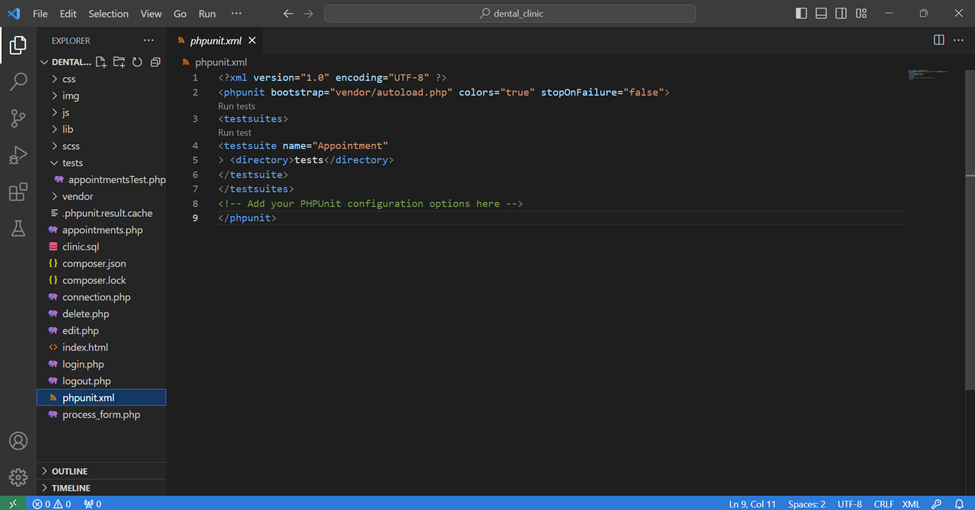 File Edit Selection View Go Run ··· dental_clinic
EXPLORER ···
DENTAL...
css
img
js
lib
scss
tests
appointmentsTest.php
vendor
.phpunit.result.cache
appointments.php
clinic.sql
composer.json
composer.lock
connection.php
delete.php
edit.php
index.html
login.php
logout.php
phpunit.xml
process_form.php
OUTLINE
TIMELINE
phpunit.xml
phpunit.xml
1 <?xml version="1.0" encoding="UTF-8" ?>
2 <phpunit bootstrap="vendor/autoload.php" colors="true" stopOnFailure="false">
Run tests
3 <testsuites>
Run test
4 <testsuite name="Appointment"
5 > <directory>tests</directory>
6 </testsuite>
7 </testsuites>
8 <!-- Add your PHPUnit configuration options here -->
9 </phpunit>
0 0 0 Ln 9, Col 11 Spaces: 2 UTF-8 CRLF XML